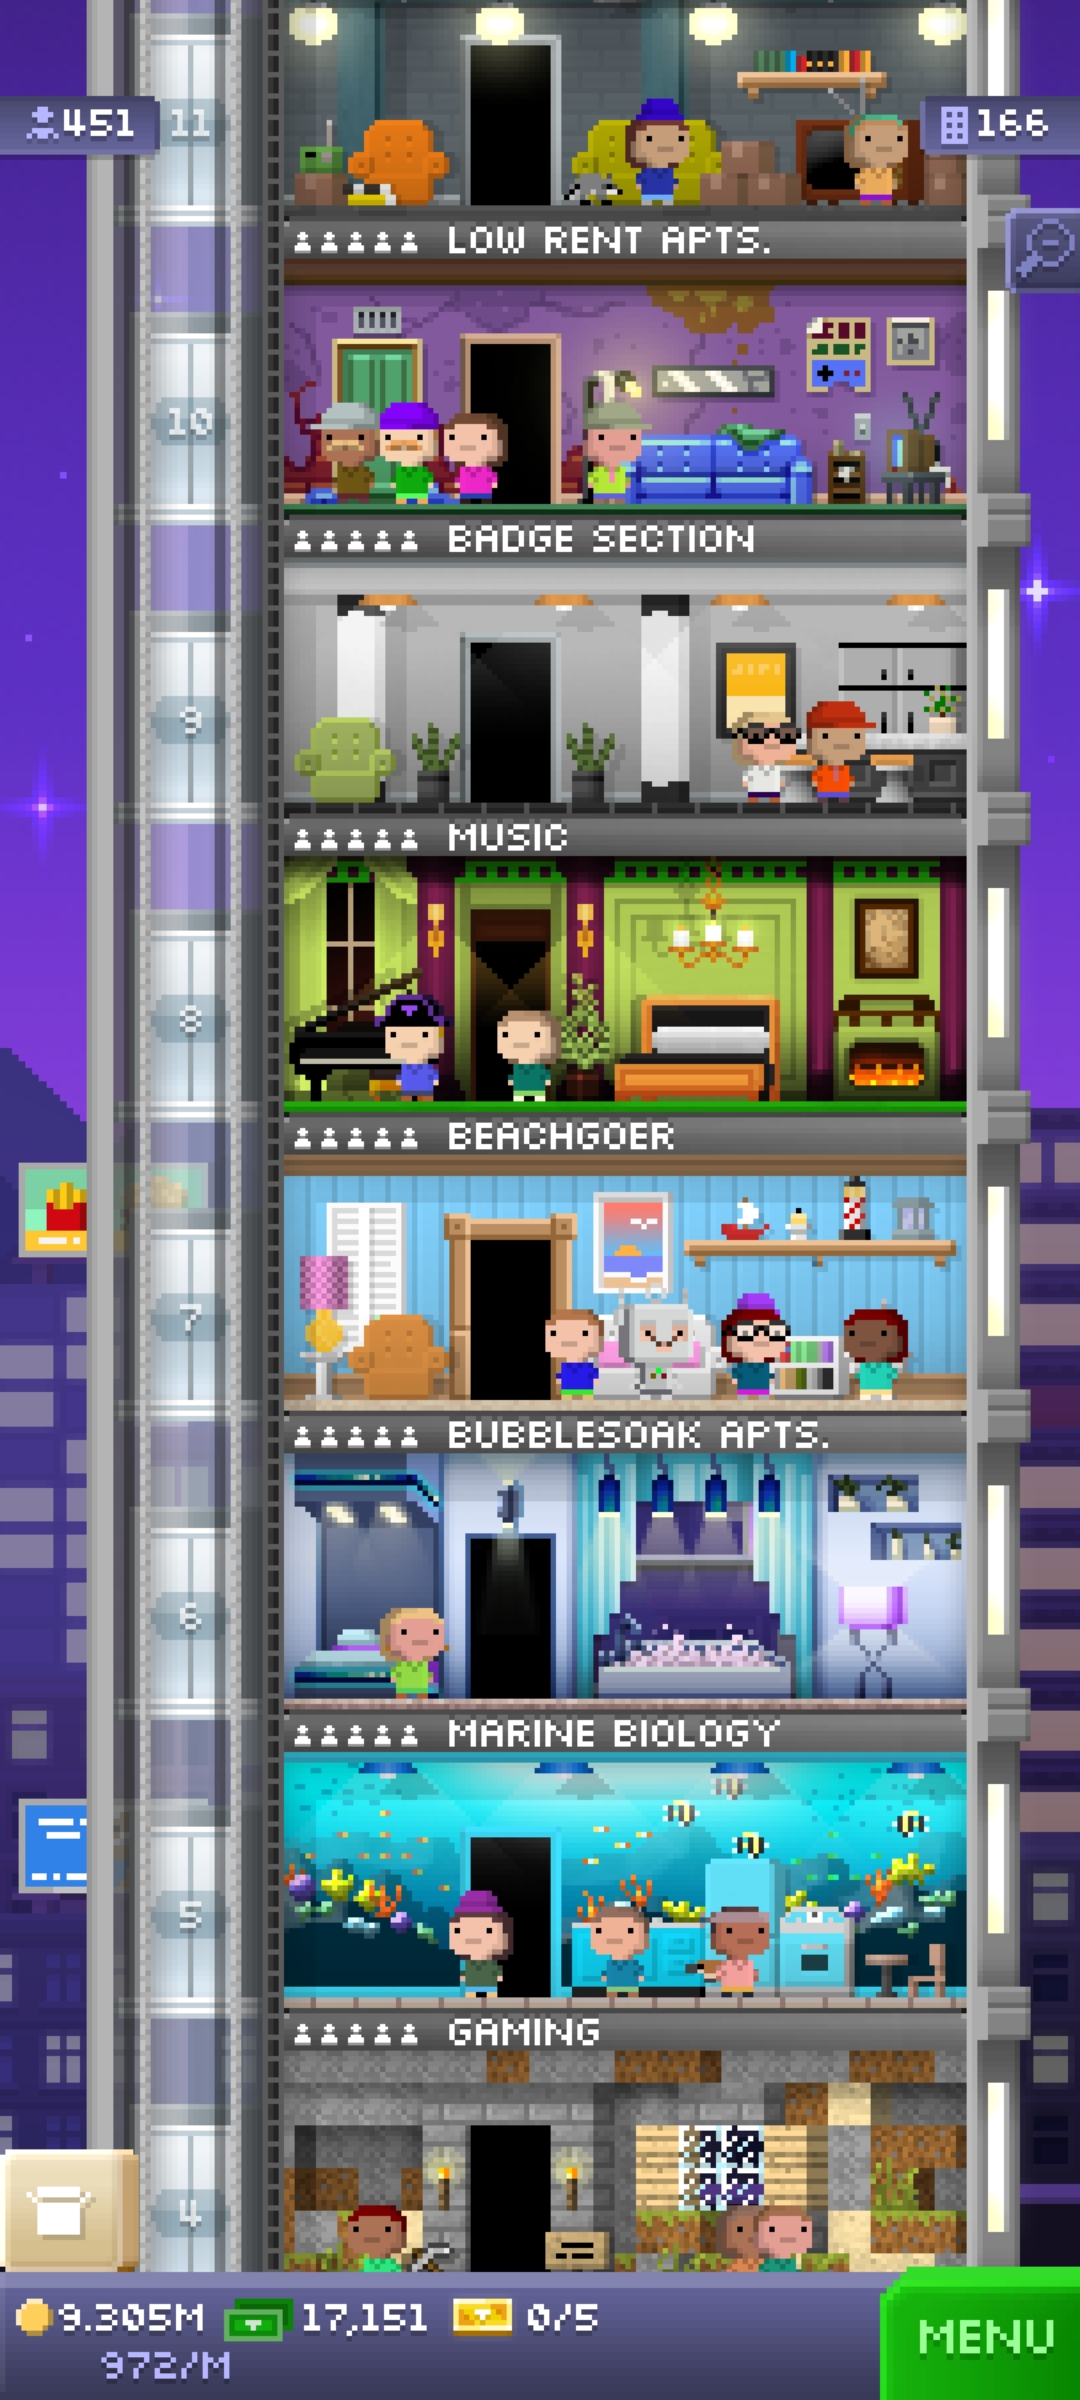 451
11
166
LOW RENT APTS.
10
BADGE SECTION
9
MUSIC
8
BEACHGOER
7
BUBBLESOAK APTS.
6
MARINE BIOLOGY
5
GAMING
4
9.305M
17,151
0/5
972/M
MENU